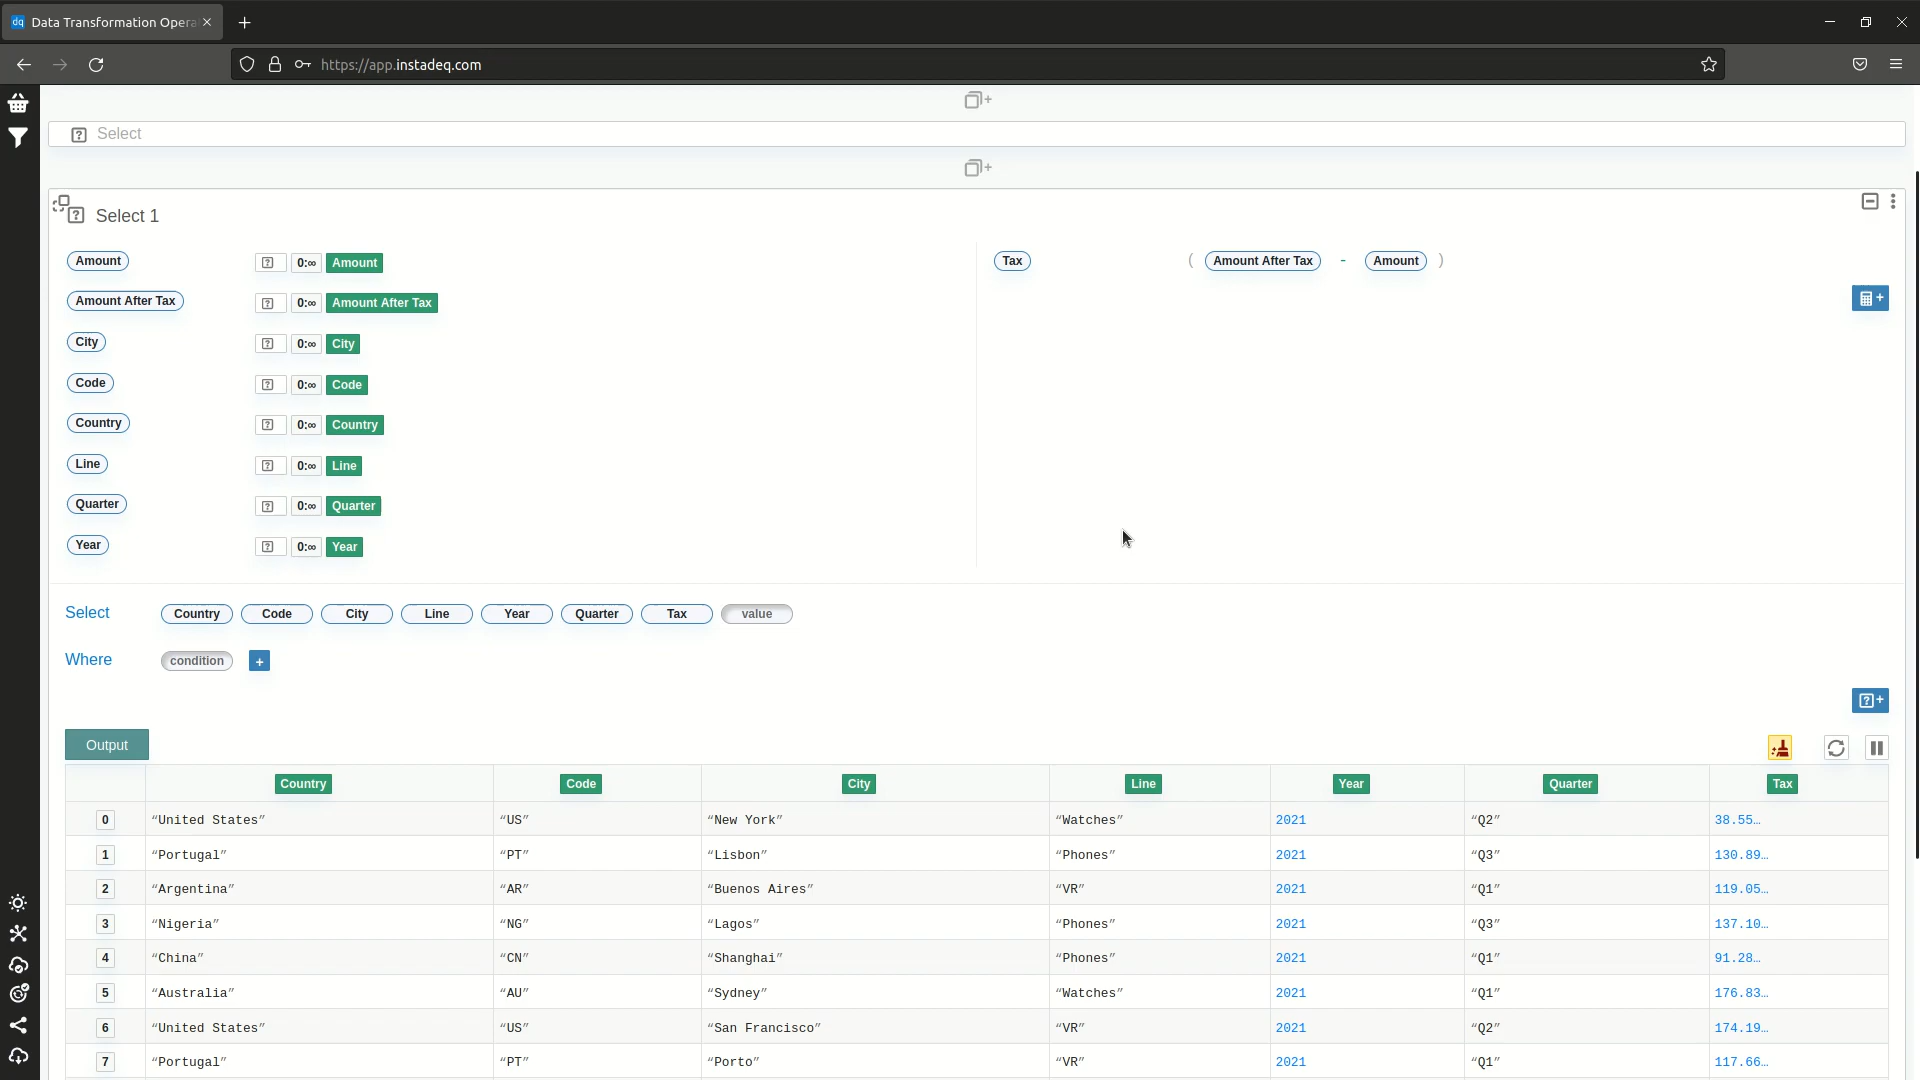 dq Data Transformation Opera
https://app.instadeq.com
Select
Select 1
Amount 0:∞ Amount
Tax ( Amount After Tax - Amount )
Amount After Tax 0:∞ Amount After Tax
City 0:∞ City
Code 0:∞ Code
Country 0:∞ Country
Line 0:∞ Line
Quarter 0:∞ Quarter
Year 0:∞ Year
Select Country Code City Line Year Quarter Tax value
Where condition +
Output
Country Code City Line Year Quarter Tax
0 “United States” “US” “New York” “Watches” 2021 “Q2” 38.55…
1 “Portugal” “PT” “Lisbon” “Phones” 2021 “Q3” 130.89…
2 “Argentina” “AR” “Buenos Aires” “VR” 2021 “Q1” 119.05…
3 “Nigeria” “NG” “Lagos” “Phones” 2021 “Q3” 137.10…
4 “China” “CN” “Shanghai” “Phones” 2021 “Q1” 91.28…
5 “Australia” “AU” “Sydney” “Watches” 2021 “Q1” 176.83…
6 “United States” “US” “San Francisco” “VR” 2021 “Q2” 174.19…
7 “Portugal” “PT” “Porto” “VR” 2021 “Q1” 117.66…